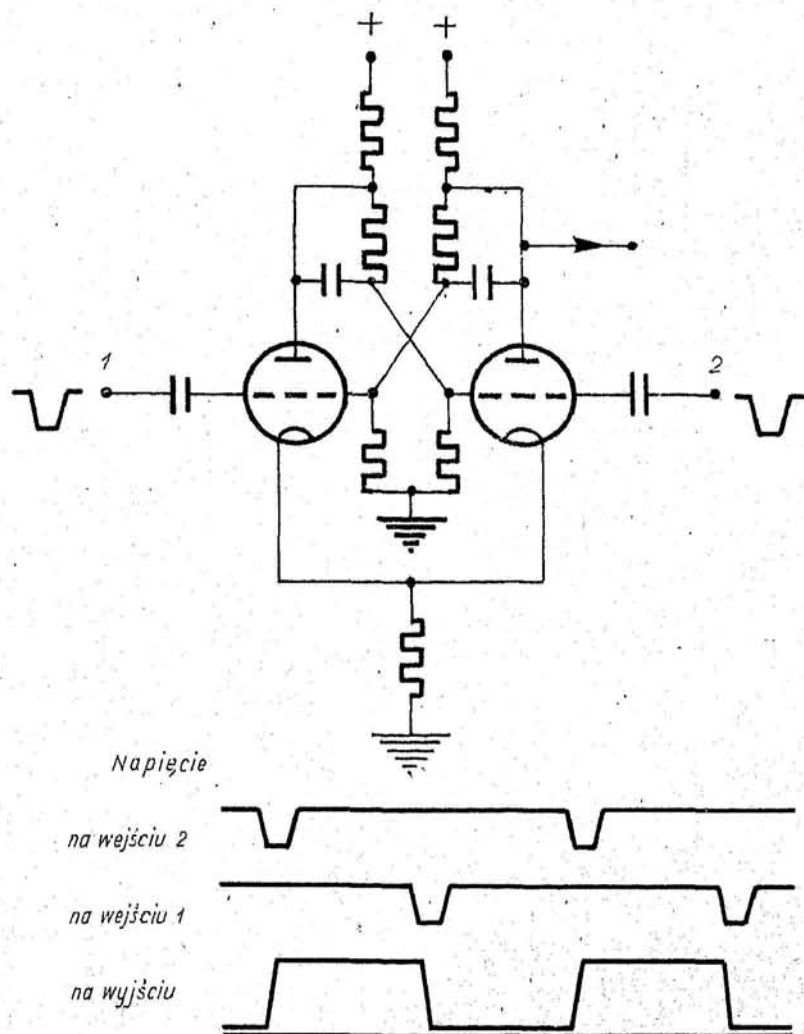 + +
1
2
Napięcie
na wejściu 2
na wejściu 1
na wyjściu